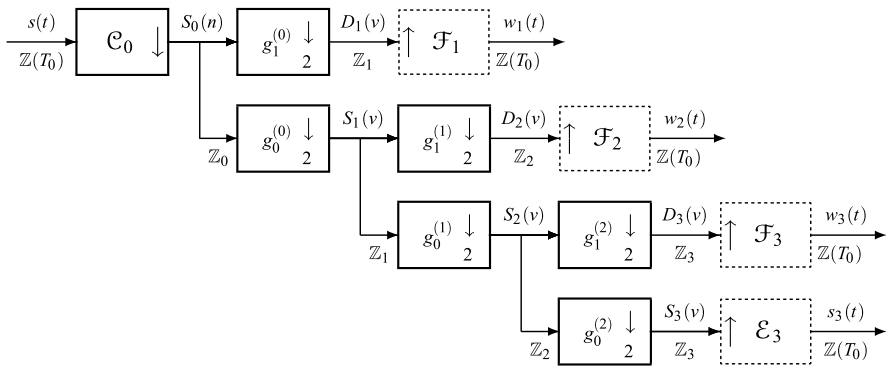 s(t) S₀(n) D₁(v) w₁(t)
𝒞₀ ↓ g₁⁽⁰⁾ ↓ 2 ↑ ℱ₁
ℤ(T₀) ℤ₁ ℤ(T₀)
S₁(v) D₂(v) w₂(t)
g₀⁽⁰⁾ ↓ 2 g₁⁽¹⁾ ↓ 2 ↑ ℱ₂
ℤ₀ ℤ₂ ℤ(T₀)
S₂(v) D₃(v) w₃(t)
g₀⁽¹⁾ ↓ 2 g₁⁽²⁾ ↓ 2 ↑ ℱ₃
ℤ₁ ℤ₃ ℤ(T₀)
S₃(v) s₃(t)
g₀⁽²⁾ ↓ 2 ↑ ℰ₃
ℤ₂ ℤ₃ ℤ(T₀)